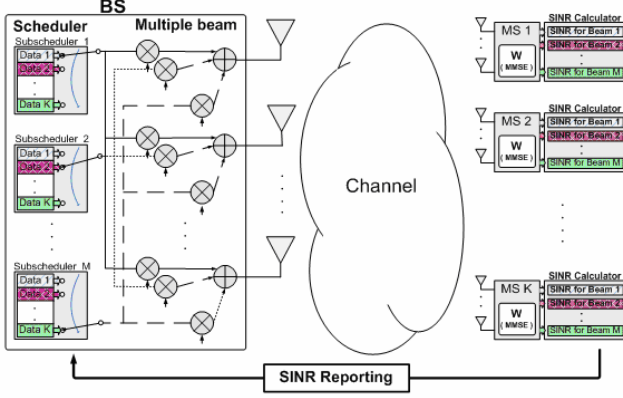 BS
Scheduler
Multiple beam
Subscheduler 1
Data 1
Data 2
Data K
Subscheduler 2
Data 1
Data 2
Data K
Subscheduler M
Data 1
Data 2
Data K
Channel
MS 1
W
( MMSE )
SINR Calculator
SINR for Beam 1
SINR for Beam 2
SINR for Beam M
MS 2
W
( MMSE )
SINR Calculator
SINR for Beam 1
SINR for Beam 2
SINR for Beam M
MS K
W
( MMSE )
SINR Calculator
SINR for Beam 1
SINR for Beam 2
SINR for Beam M
SINR Reporting